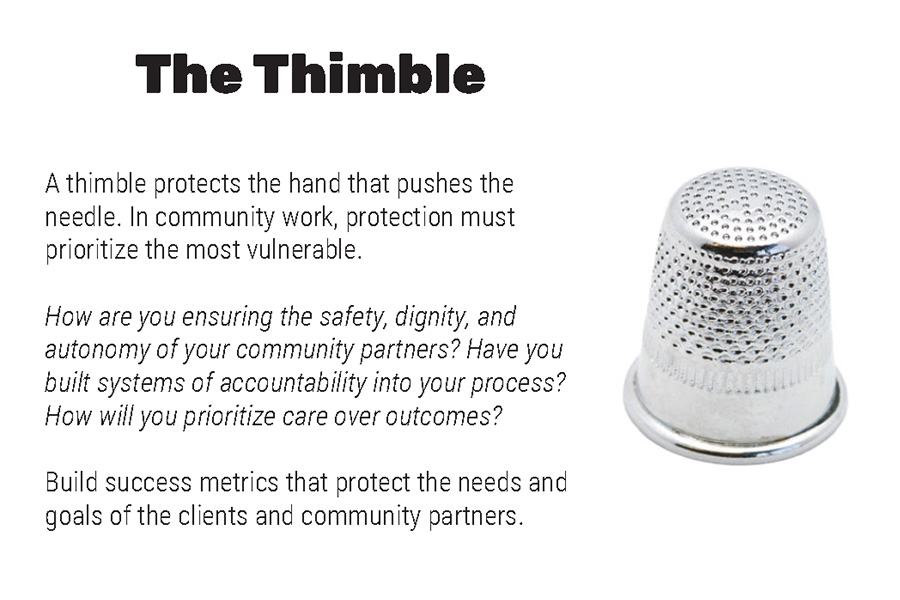 The Thimble
A thimble protects the hand that pushes the
needle. In community work, protection must
prioritize the most vulnerable.
How are you ensuring the safety, dignity, and
autonomy of your community partners? Have you
built systems of accountability into your process?
How will you prioritize care over outcomes?
Build success metrics that protect the needs and
goals of the clients and community partners.